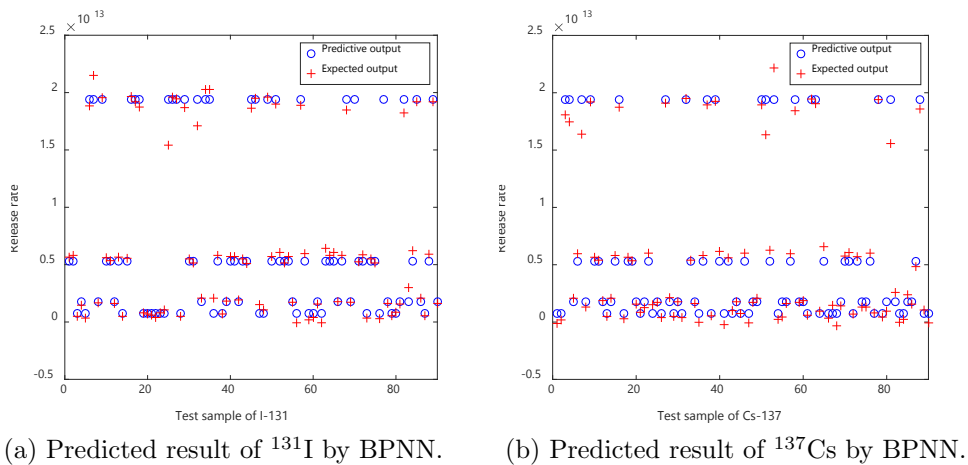 × 10 13
2.5
2
1.5
1
0.5
0
-0.5
Release rate
Predictive output
Expected output
0 20 40 60 80
Test sample of I-131
(a) Predicted result of ¹³¹I by BPNN.
× 10 13
2.5
2
1.5
1
0.5
0
-0.5
Release rate
Predictive output
Expected output
0 20 40 60 80
Test sample of Cs-137
(b) Predicted result of ¹³⁷Cs by BPNN.